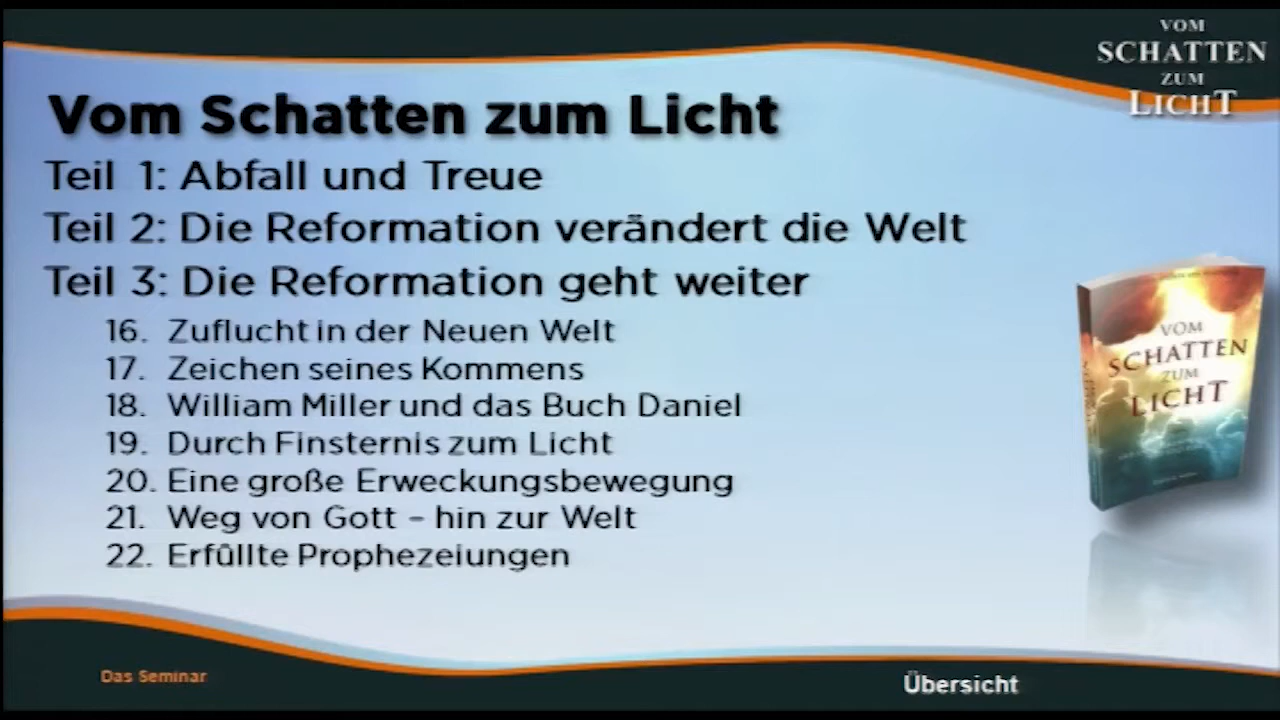 VOM
SCHATTEN
ZUM
LICHT
Vom Schatten zum Licht
Teil 1: Abfall und Treue
Teil 2: Die Reformation verändert die Welt
Teil 3: Die Reformation geht weiter
16. Zuflucht in der Neuen Welt
17. Zeichen seines Kommens
18. William Miller und das Buch Daniel
19. Durch Finsternis zum Licht
20. Eine große Erweckungsbewegung
21. Weg von Gott – hin zur Welt
22. Erfüllte Prophezeiungen
VOM
SCHATTEN
ZUM
LICHT
Das Seminar
Übersicht